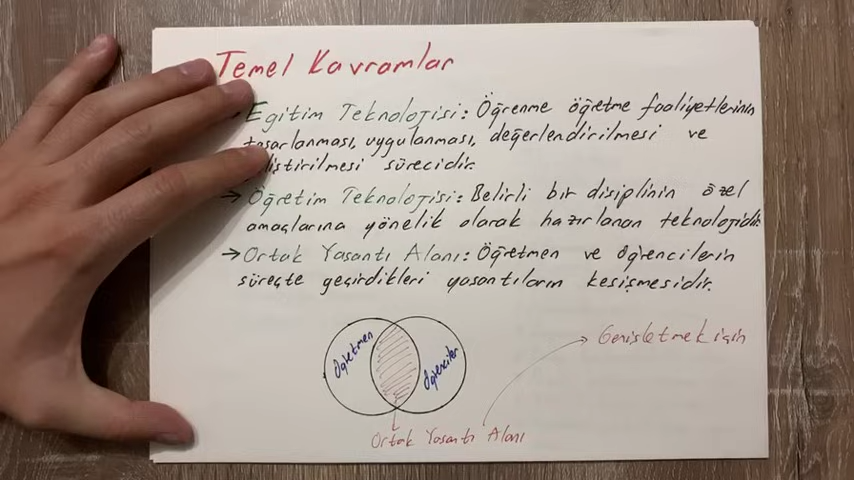 Temel Kavramlar
Egitim Teknolojisi: Öğrenme öğretme faaliyetlerinin
tasarlanması, uygulanması, değerlendirilmesi ve
liştirilmesi sürecidir.
→ Öğretim Teknolojisi: Belirli bir disiplinin özel
amaçlarına yönelik olarak hazırlanan teknolojidir.
→ Ortak Yaşantı Alanı: Öğretmen ve öğrencilerin
süreçte geçirdikleri yaşantıların kesişmesidir.
Öğretmen
Öğrenciler
Genişletmek için
Ortak Yaşantı Alanı